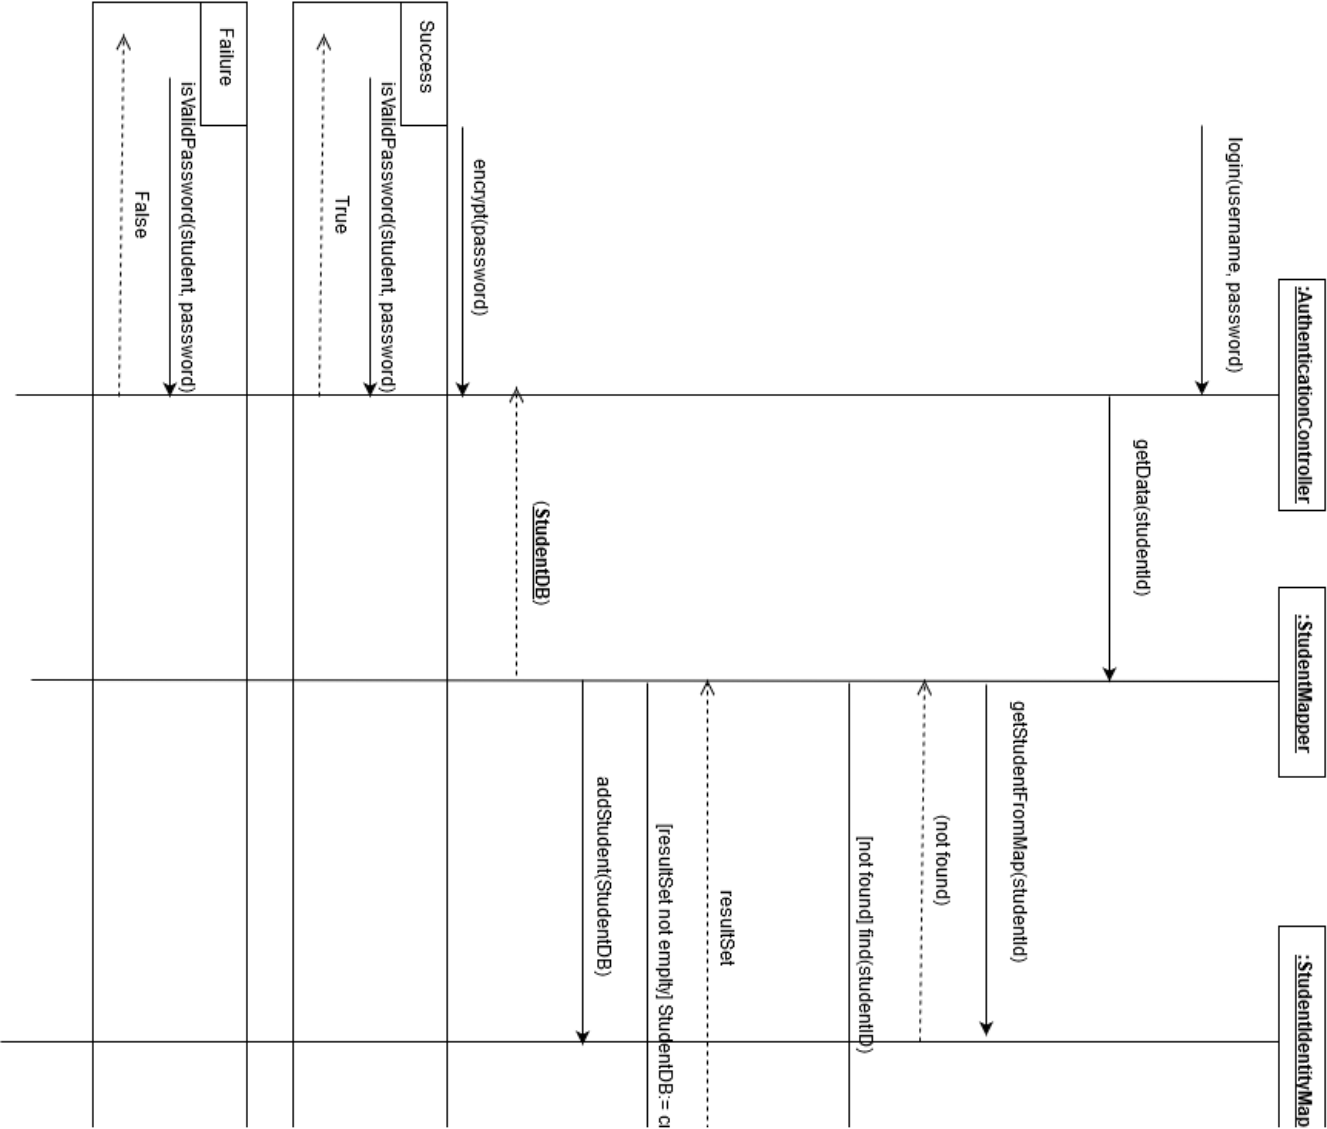 :AuthenticationController
:StudentMapper
:StudentIdentityMap
login(username, password)
getData(studentId)
getStudentFromMap(studentId)
(not found)
[not found] find(studentID)
resultSet
[resultSet not emplty] StudentDB:=
addStudent(StudentDB)
(StudentDB)
encrypt(password)
Success
isValidPassword(student, password)
True
Failure
isValidPassword(student, password)
False